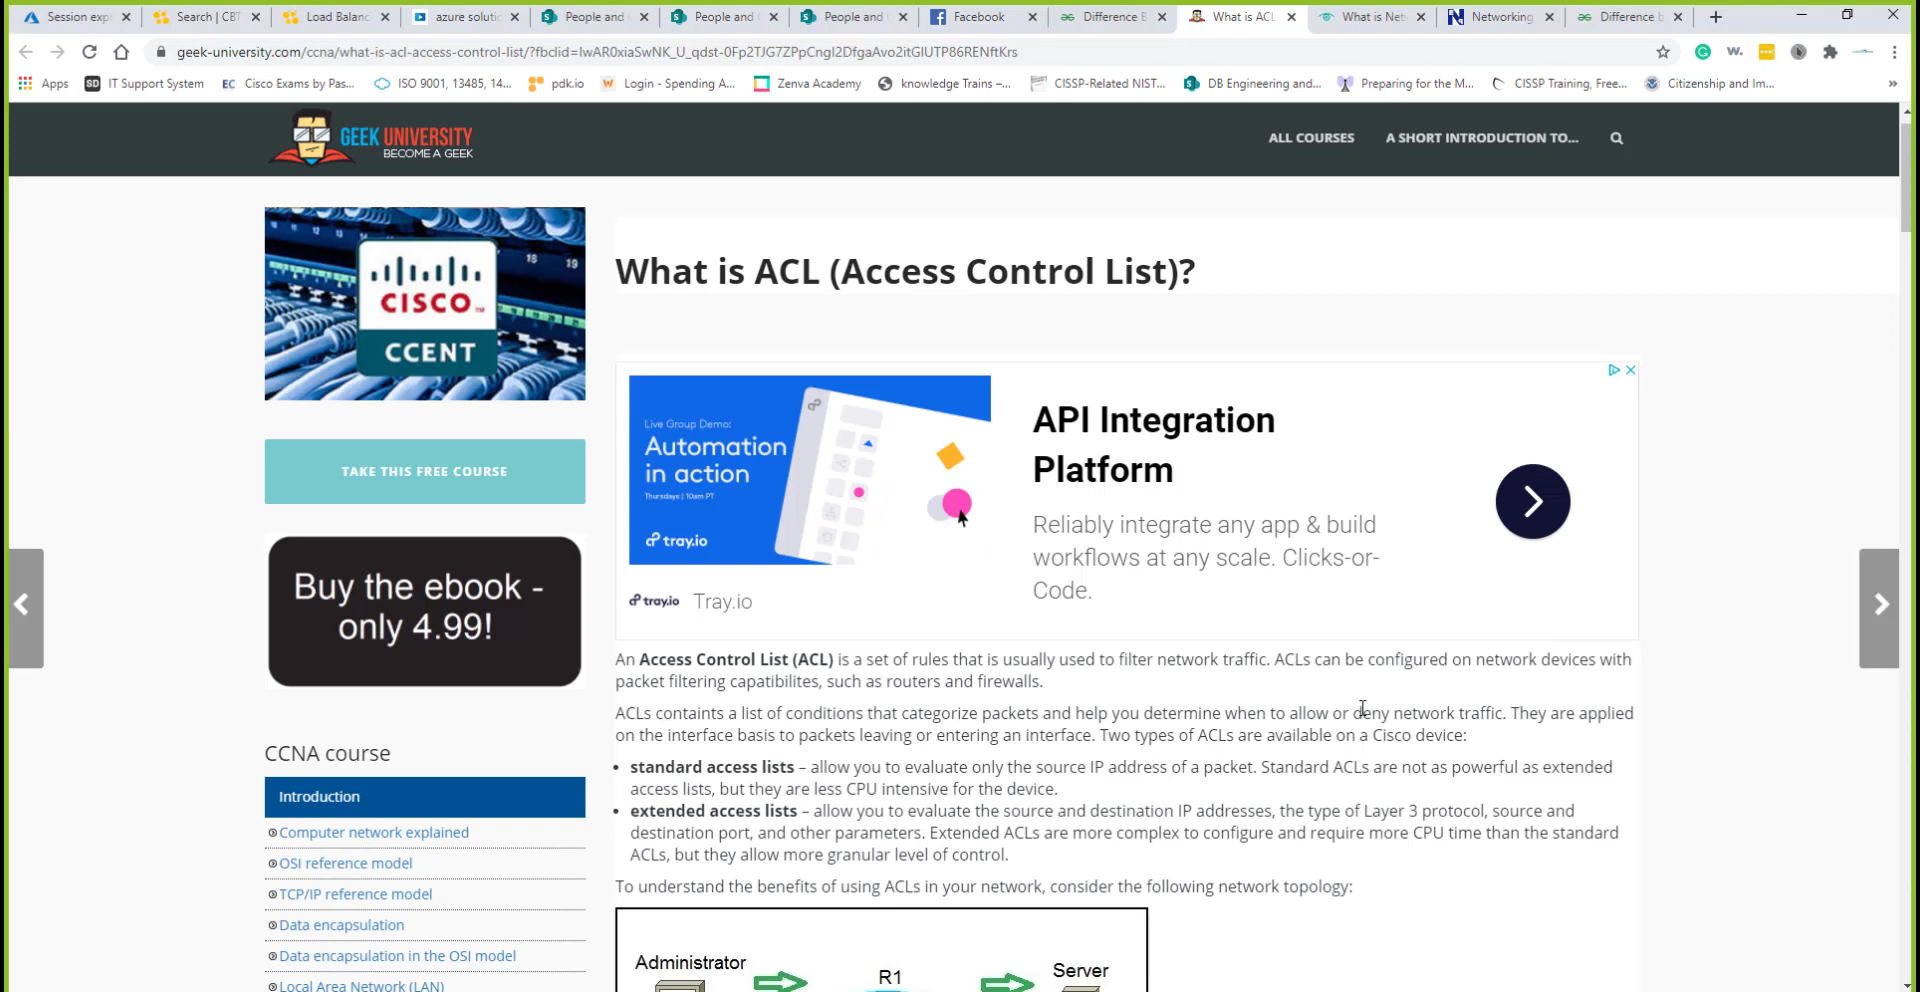 Session exp
Search | CBT
Load Balanc
azure soluti
People and
People and
People and
Facebook
Difference B
What is ACL
What is Net
Networking
Difference b
geek-university.com/ccna/what-is-acl-access-control-list/?fbclid=IwAR0xiaSwNK_U_qdst-0Fp2TJG7ZPpCngI2DfgaAvo2itGIUTP86RENftKrs
Apps
SD IT Support System
EC Cisco Exams by Pas...
ISO 9001, 13485, 14...
pdk.io
W Login - Spending A...
Zenva Academy
knowledge Trains –...
CISSP-Related NIST...
DB Engineering and...
Preparing for the M...
CISSP Training, Free...
Citizenship and Im...
GEEK UNIVERSITY
BECOME A GEEK
ALL COURSES
A SHORT INTRODUCTION TO...
18 19
CISCO
CCENT
TAKE THIS FREE COURSE
Buy the ebook -
only 4.99!
CCNA course
Introduction
Computer network explained
OSI reference model
TCP/IP reference model
Data encapsulation
Data encapsulation in the OSI model
Local Area Network (LAN)
What is ACL (Access Control List)?
Live Group Demo:
Automation
in action
Thursdays | 10am PT
tray.io
API Integration
Platform
Reliably integrate any app & build
workflows at any scale. Clicks-or-
Code.
tray.io Tray.io
An Access Control List (ACL) is a set of rules that is usually used to filter network traffic. ACLs can be configured on network devices with
packet filtering capabilites, such as routers and firewalls.
ACLs containts a list of conditions that categorize packets and help you determine when to allow or deny network traffic. They are applied
on the interface basis to packets leaving or entering an interface. Two types of ACLs are available on a Cisco device:
standard access lists – allow you to evaluate only the source IP address of a packet. Standard ACLs are not as powerful as extended
access lists, but they are less CPU intensive for the device.
extended access lists – allow you to evaluate the source and destination IP addresses, the type of Layer 3 protocol, source and
destination port, and other parameters. Extended ACLs are more complex to configure and require more CPU time than the standard
ACLs, but they allow more granular level of control.
To understand the benefits of using ACLs in your network, consider the following network topology:
Administrator
R1
Server